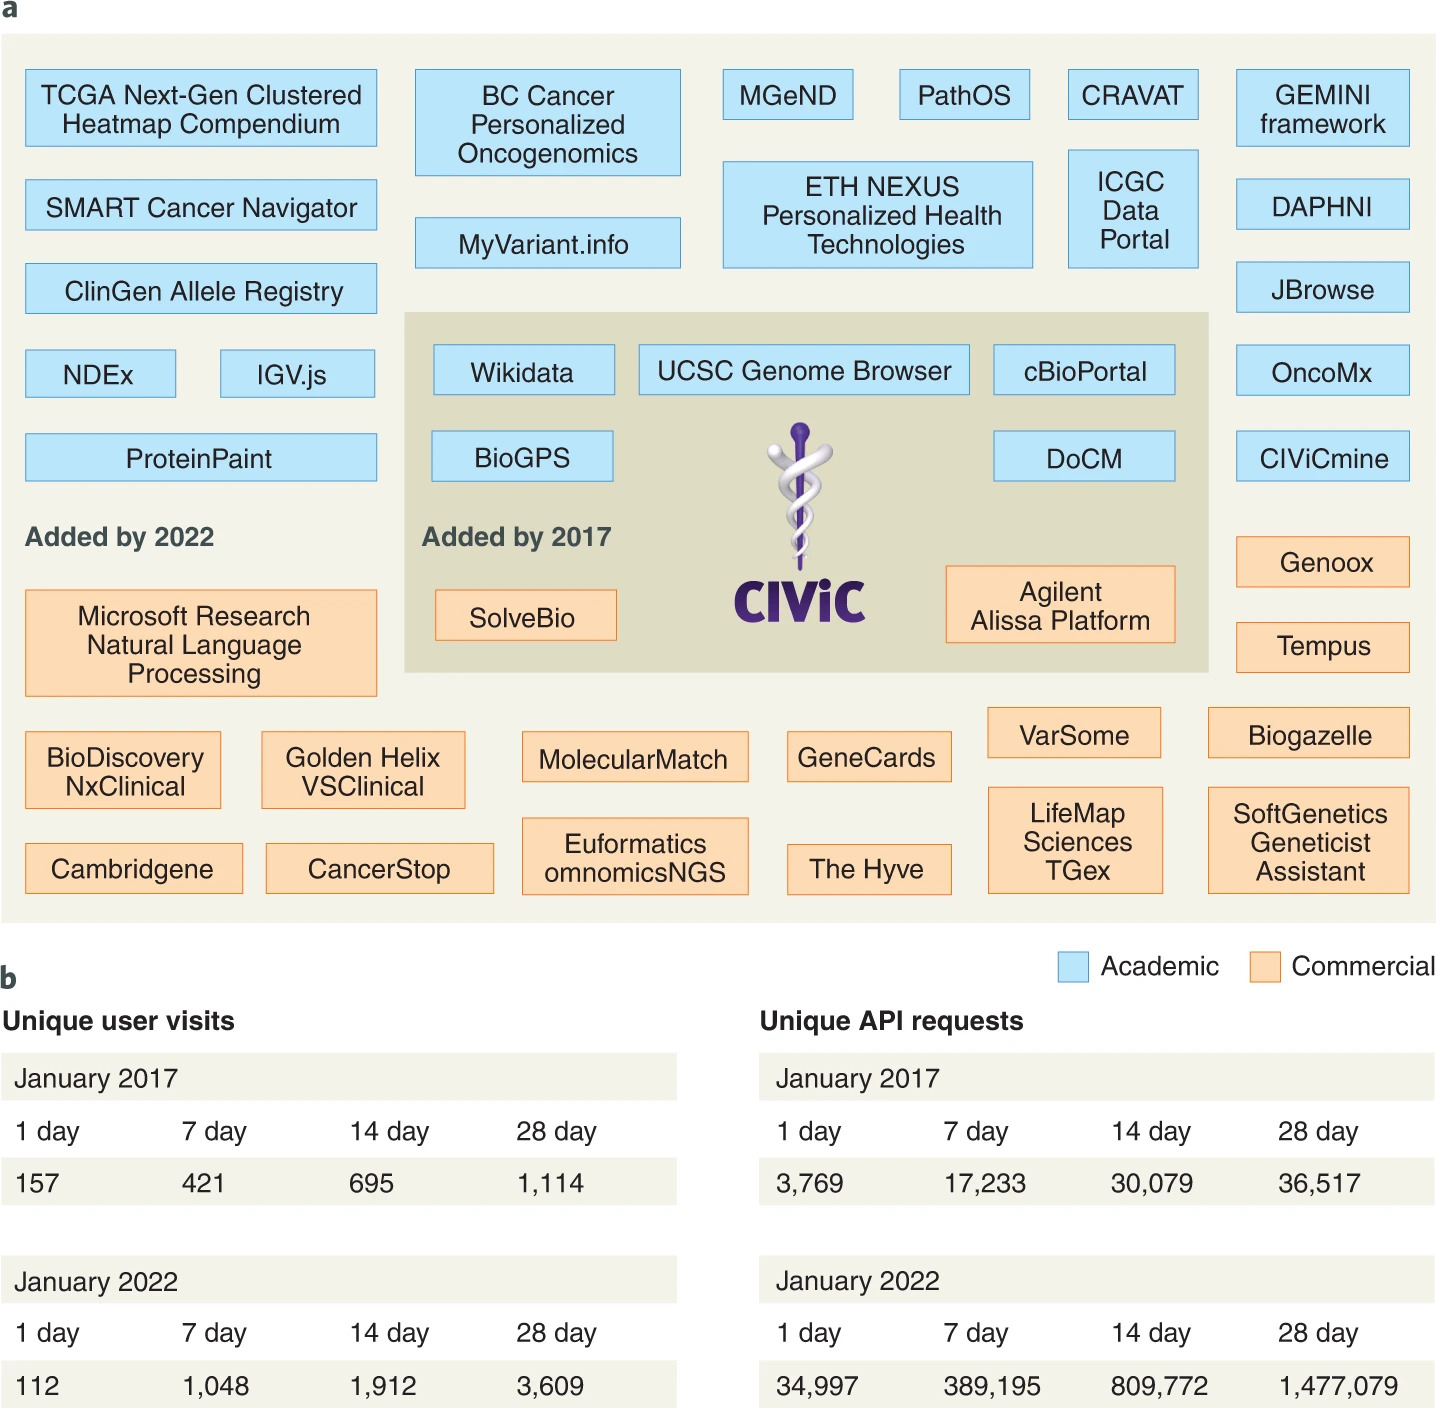 a
TCGA Next-Gen Clustered
Heatmap Compendium
BC Cancer
Personalized
Oncogenomics
MGeND
PathOS
CRAVAT
GEMINI
framework
SMART Cancer Navigator
MyVariant.info
ETH NEXUS
Personalized Health
Technologies
ICGC
Data
Portal
DAPHNI
ClinGen Allele Registry
JBrowse
NDEx
IGV.js
Wikidata
UCSC Genome Browser
cBioPortal
OncoMx
ProteinPaint
BioGPS
DoCM
CIViCmine
Added by 2022
Added by 2017
CIViC
Genoox
Microsoft Research
Natural Language
Processing
SolveBio
Agilent
Alissa Platform
Tempus
BioDiscovery
NxClinical
Golden Helix
VSClinical
MolecularMatch
GeneCards
VarSome
Biogazelle
Cambridgene
CancerStop
Euformatics
omnomicsNGS
The Hyve
LifeMap
Sciences
TGex
SoftGenetics
Geneticist
Assistant
Academic
Commercial
b
Unique user visits
January 2017
1 day 7 day 14 day 28 day
157 421 695 1,114
January 2022
1 day 7 day 14 day 28 day
112 1,048 1,912 3,609
Unique API requests
January 2017
1 day 7 day 14 day 28 day
3,769 17,233 30,079 36,517
January 2022
1 day 7 day 14 day 28 day
34,997 389,195 809,772 1,477,079